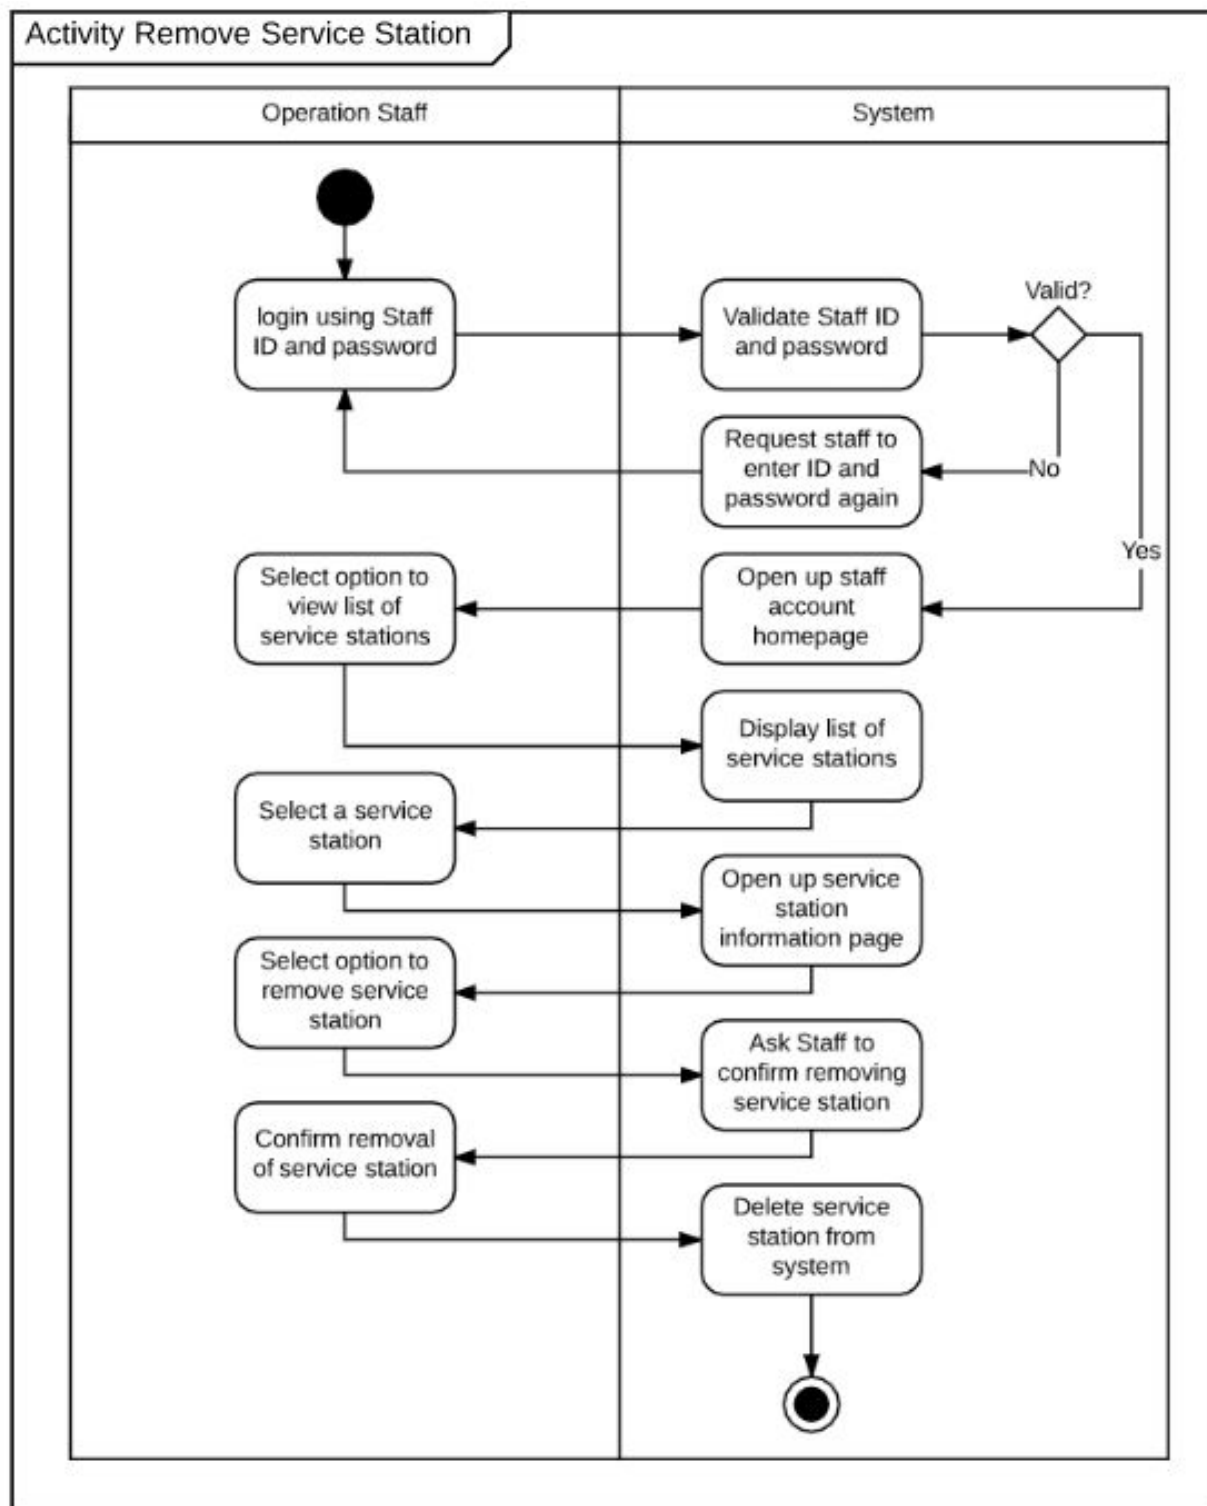 Activity Remove Service Station
Operation Staff
System
login using Staff
ID and password
Validate Staff ID
and password
Valid?
Request staff to
enter ID and
password again
No
Yes
Select option to
view list of
service stations
Open up staff
account
homepage
Display list of
service stations
Select a service
station
Open up service
station
information page
Select option to
remove service
station
Ask Staff to
confirm removing
service station
Confirm removal
of service station
Delete service
station from
system